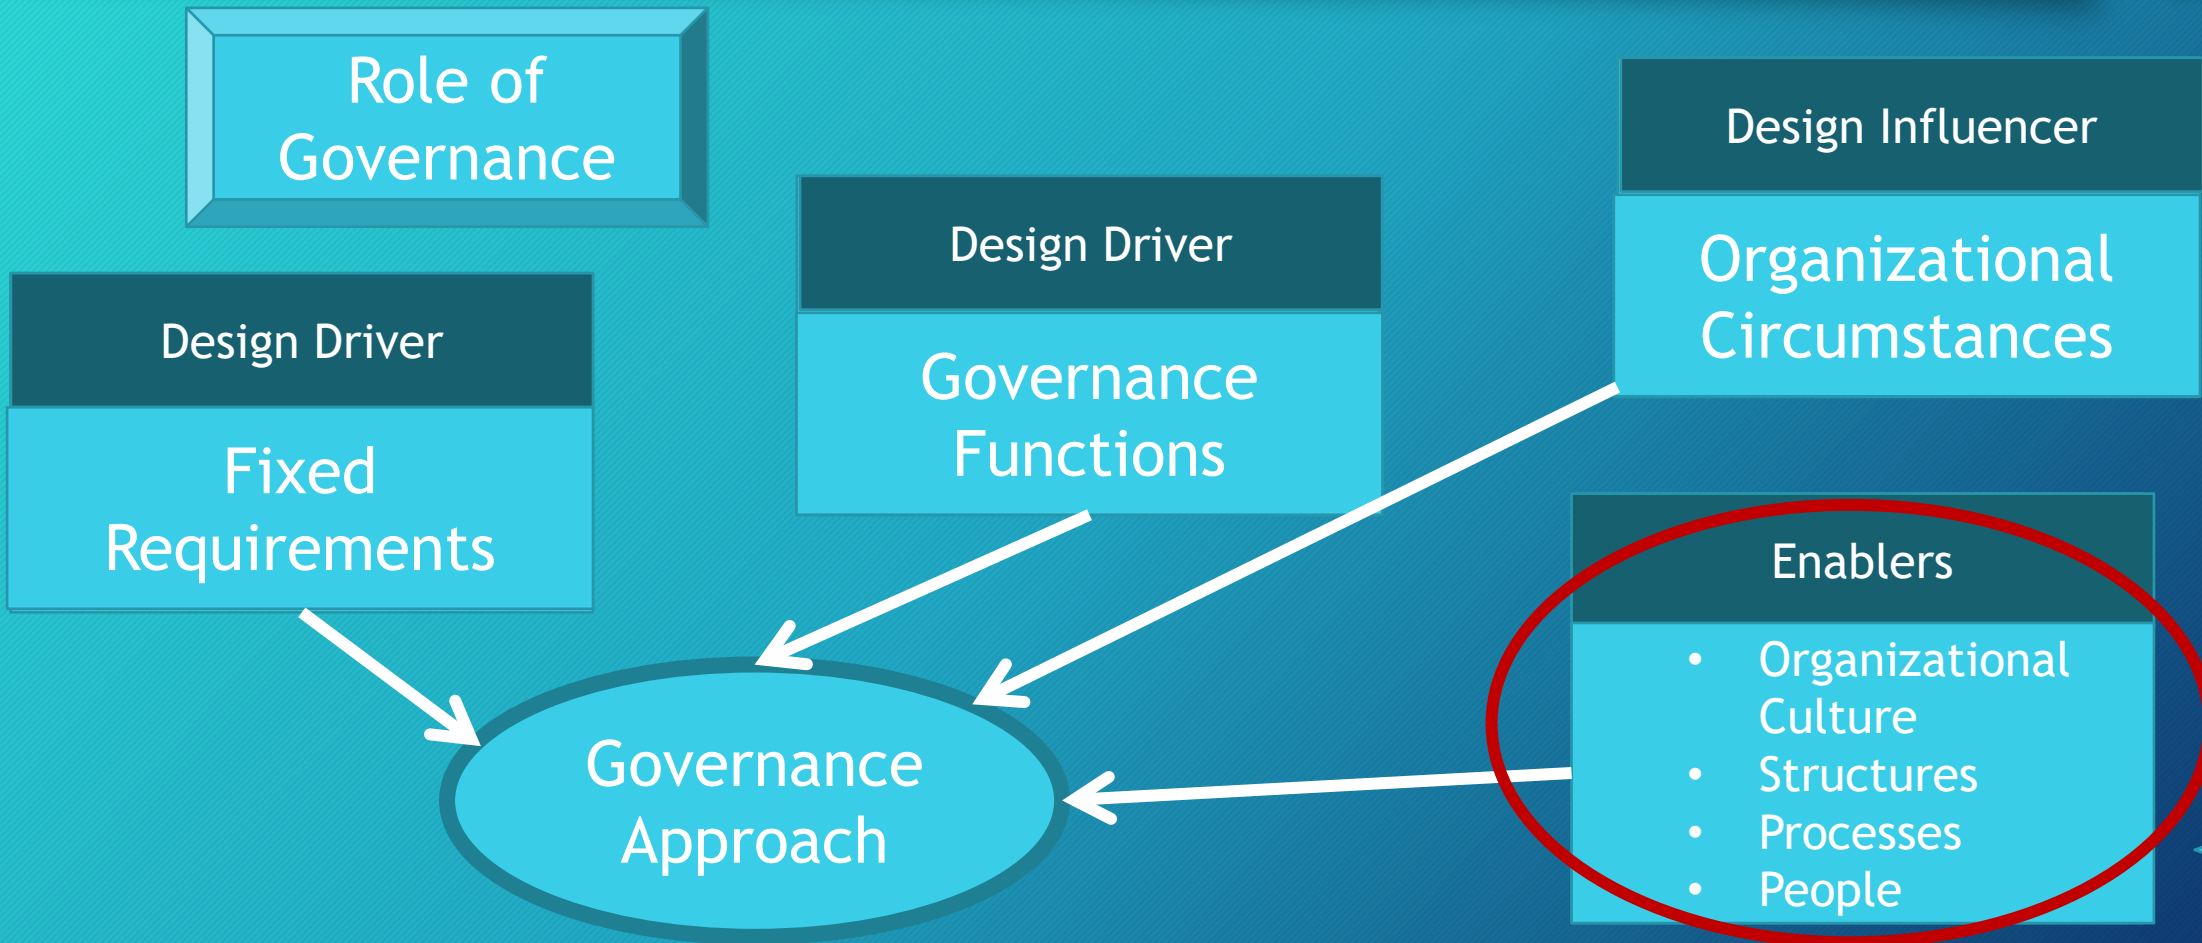 Role of
Governance
Design Driver
Fixed
Requirements
Design Driver
Governance
Functions
Design Influencer
Organizational
Circumstances
Enablers
• Organizational
Culture
• Structures
• Processes
• People
Governance
Approach